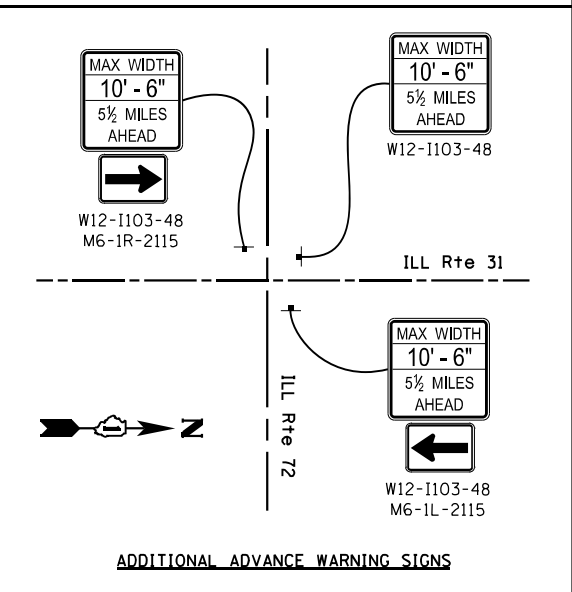 MAX WIDTH
10' - 6"
5½ MILES
AHEAD
W12-I103-48
M6-1R-2115
MAX WIDTH
10' - 6"
5½ MILES
AHEAD
W12-I103-48
ILL Rte 31
ILL Rte 72
N
MAX WIDTH
10' - 6"
5½ MILES
AHEAD
W12-I103-48
M6-1L-2115
ADDITIONAL ADVANCE WARNING SIGNS